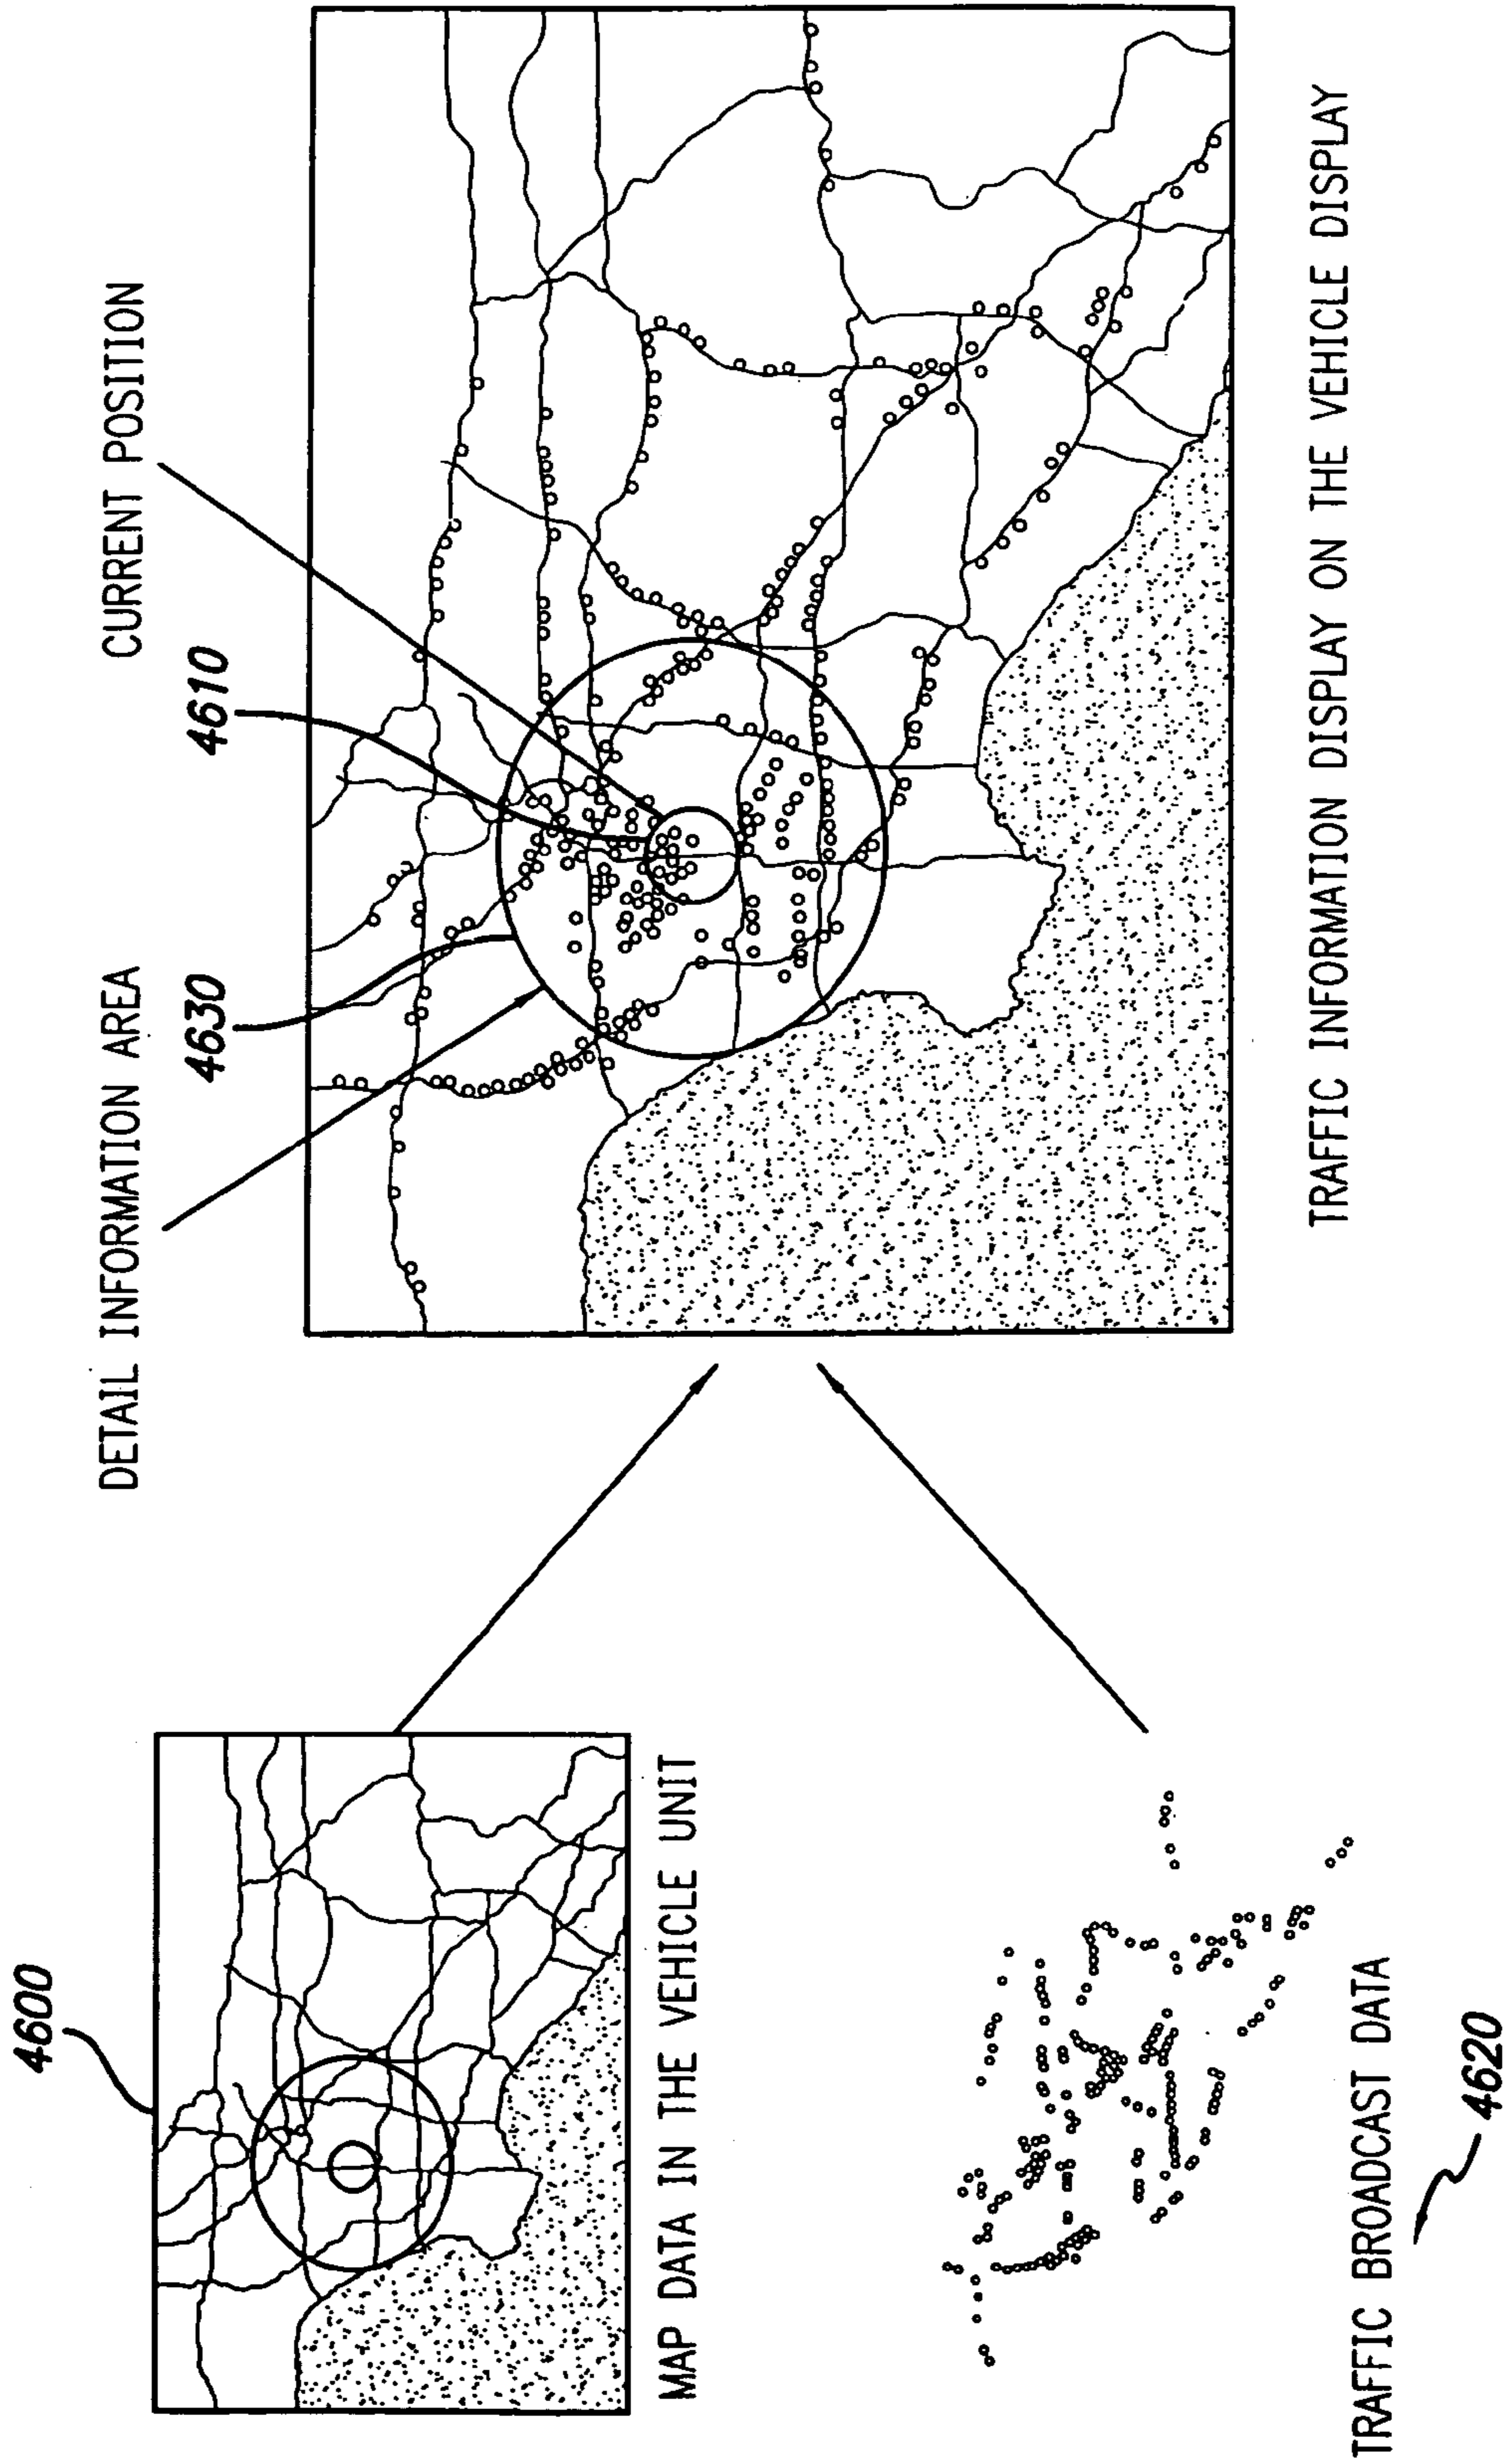 4600
MAP DATA IN THE VEHICLE UNIT
TRAFFIC BROADCAST DATA
4620
DETAIL INFORMATION AREA
4630
4610
CURRENT POSITION
TRAFFIC INFORMATION DISPLAY ON THE VEHICLE DISPLAY